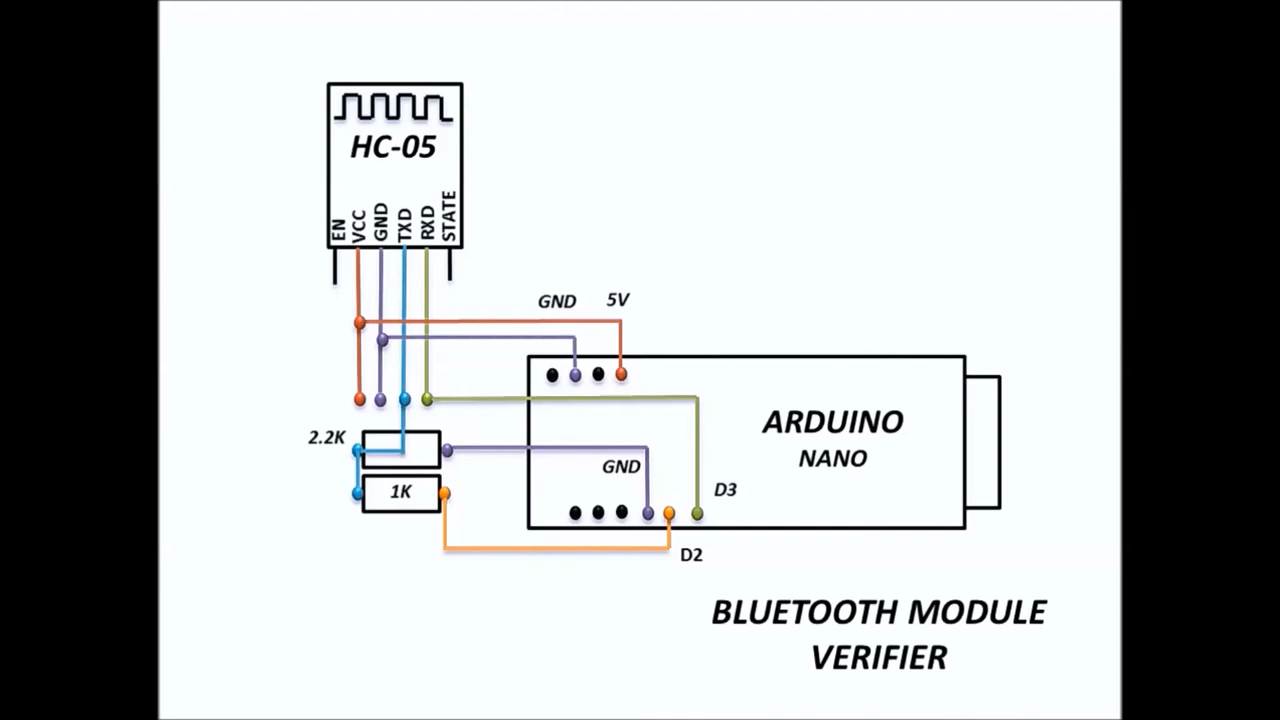 HC-05
EN
VCC
GND
TXD
RXD
STATE
GND 5V
2.2K
1K
GND
D3
D2
ARDUINO
NANO
BLUETOOTH MODULE
VERIFIER